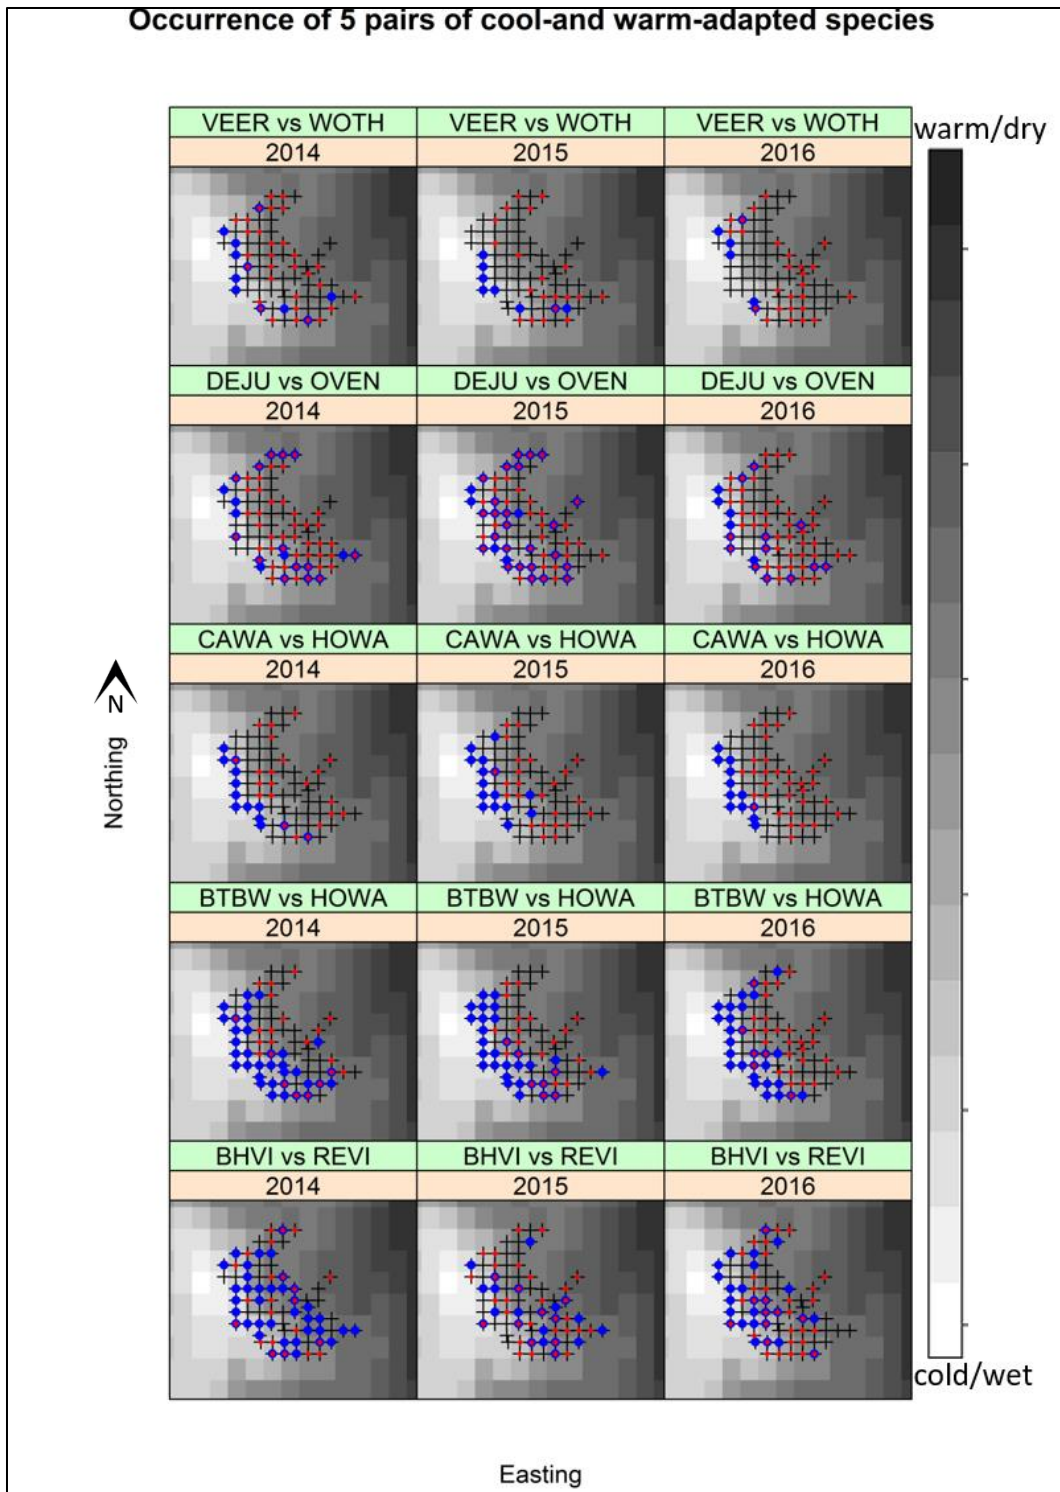 Occurrence of 5 pairs of cool-and warm-adapted species
VEER vs WOTH
VEER vs WOTH
VEER vs WOTH
warm/dry
2014
2015
2016
DEJU vs OVEN
DEJU vs OVEN
DEJU vs OVEN
2014
2015
2016
CAWA vs HOWA
CAWA vs HOWA
CAWA vs HOWA
2014
2015
2016
N
Northing
BTBW vs HOWA
BTBW vs HOWA
BTBW vs HOWA
2014
2015
2016
BHVI vs REVI
BHVI vs REVI
BHVI vs REVI
2014
2015
2016
cold/wet
Easting